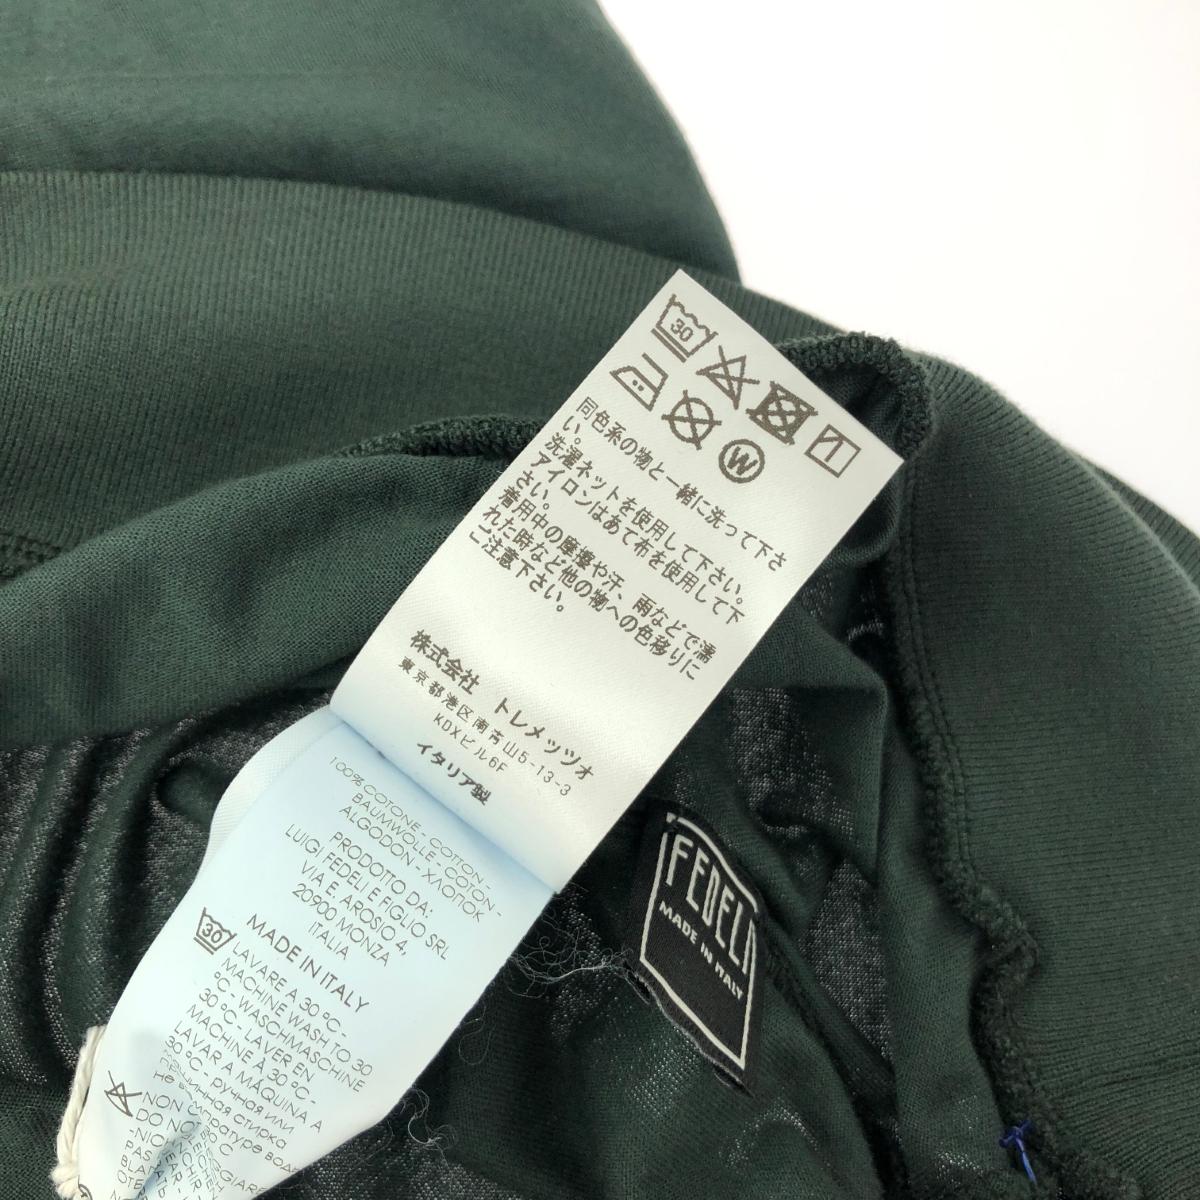 30
W
同色系の物と一緒に洗って下さ
い。
洗濯ネットを使用して下さい。
アイロンはあて布を使用して下
さい。
着用中の摩擦や汗、雨などで濡
れた時など他の物への色移りに
ご注意下さい。
株式会社 トレメッツオ
東京都港区南青山5-13-3
KDXビル6F
イタリア製
100% COTONE - COTTON -
BAUMWOLLE - COTON -
ALGODON - ХЛОПОК
PRODOTTO DA:
LUIGI FEDELI E FIGLIO SRL
VIA E. AROSIO 4,
20900 MONZA
ITALIA
MADE IN ITALY
30
LAVARE A 30 °C-
MACHINE WASH TO 30
°C - WASCHMASCHINE
30 °C - LAYER EN
MACHINE À 30 °C -
LAVAR A MÁQUINA A
30 °C - ручная или
машинная стирка
NON
DO NO
-NICH
PAS
FEDELI
MADE IN ITALY